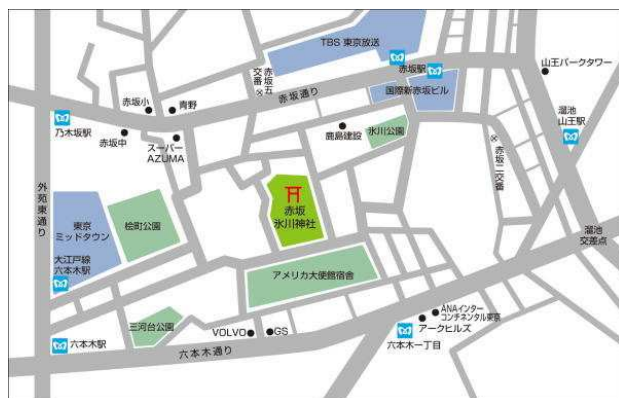 TBS 東京放送
赤坂五
交番
赤坂駅
赤坂通り
国際新赤坂ビル
山王パークタワー
溜池
山王駅
赤坂小
青野
乃木坂駅
赤坂中
スーパー
AZUMA
鹿島建設
氷川公園
赤坂二交番
外苑東通り
東京
ミッドタウン
桧町公園
赤坂
氷川神社
大江戸線
六本木駅
アメリカ大使館宿舎
溜池
交差点
三河台公園
VOLVO
GS
ANAインター
コンチネンタル東京
アークヒルズ
六本木駅
六本木通り
六本木一丁目